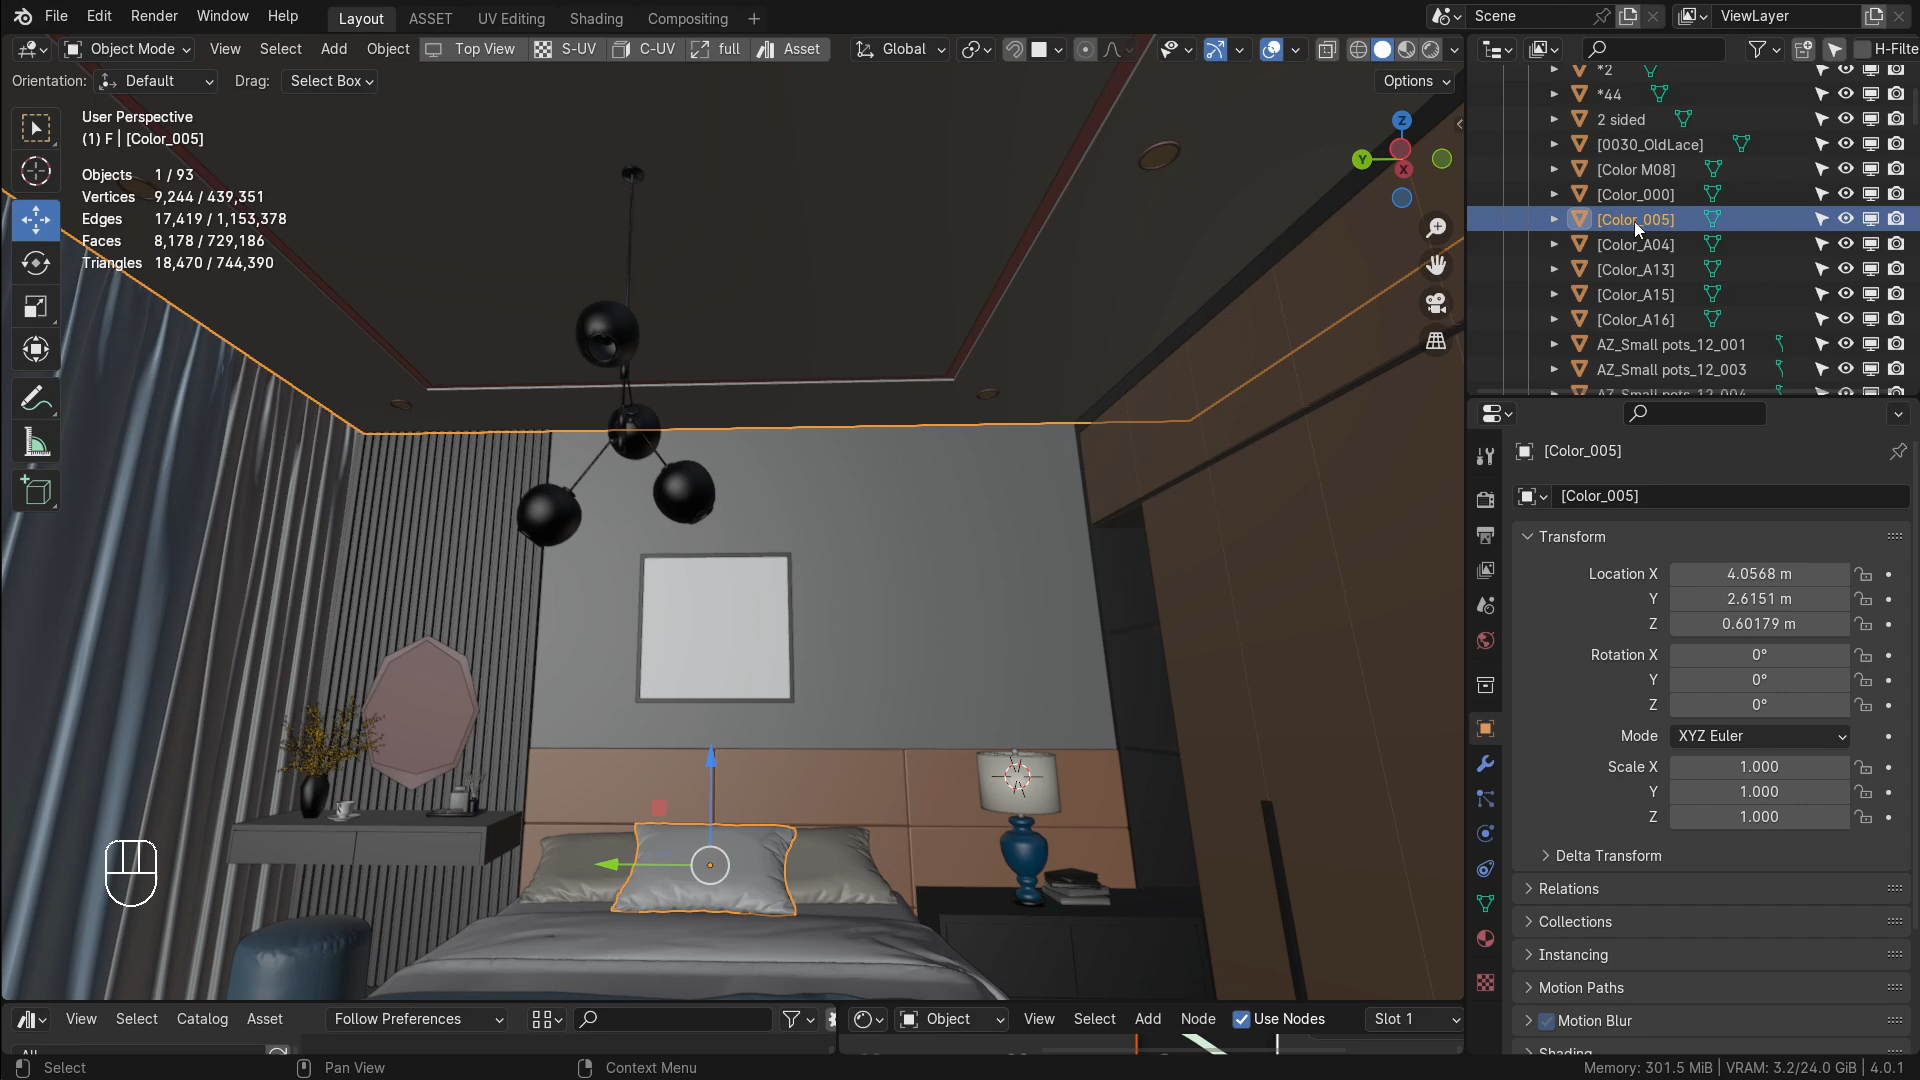 File Edit Render Window Help Layout ASSET UV Editing Shading Compositing + Scene ViewLayer
Object Mode View Select Add Object Top View S-UV C-UV full Asset Global H-Filte
Orientation: Default Drag: Select Box Options
User Perspective
(1) F | [Color_005]
Objects 1 / 93
Vertices 9,244 / 439,351
Edges 17,419 / 1,153,378
Faces 8,178 / 729,186
Triangles 18,470 / 744,390
Z
Y
X
*2
*44
2 sided
[0030_OldLace]
[Color M08]
[Color_000]
[Color_005]
[Color_A04]
[Color_A13]
[Color_A15]
[Color_A16]
AZ_Small pots_12_001
AZ_Small pots_12_003
[Color_005]
[Color_005]
Transform
Location X 4.0568 m
Y 2.6151 m
Z 0.60179 m
Rotation X 0°
Y 0°
Z 0°
Mode XYZ Euler
Scale X 1.000
Y 1.000
Z 1.000
Delta Transform
Relations
Collections
Instancing
Motion Paths
Motion Blur
Shading
View Select Catalog Asset Follow Preferences Object View Select Add Node Use Nodes Slot 1
All
Select Pan View Context Menu Memory: 301.5 MiB | VRAM: 3.2/24.0 GiB | 4.0.1